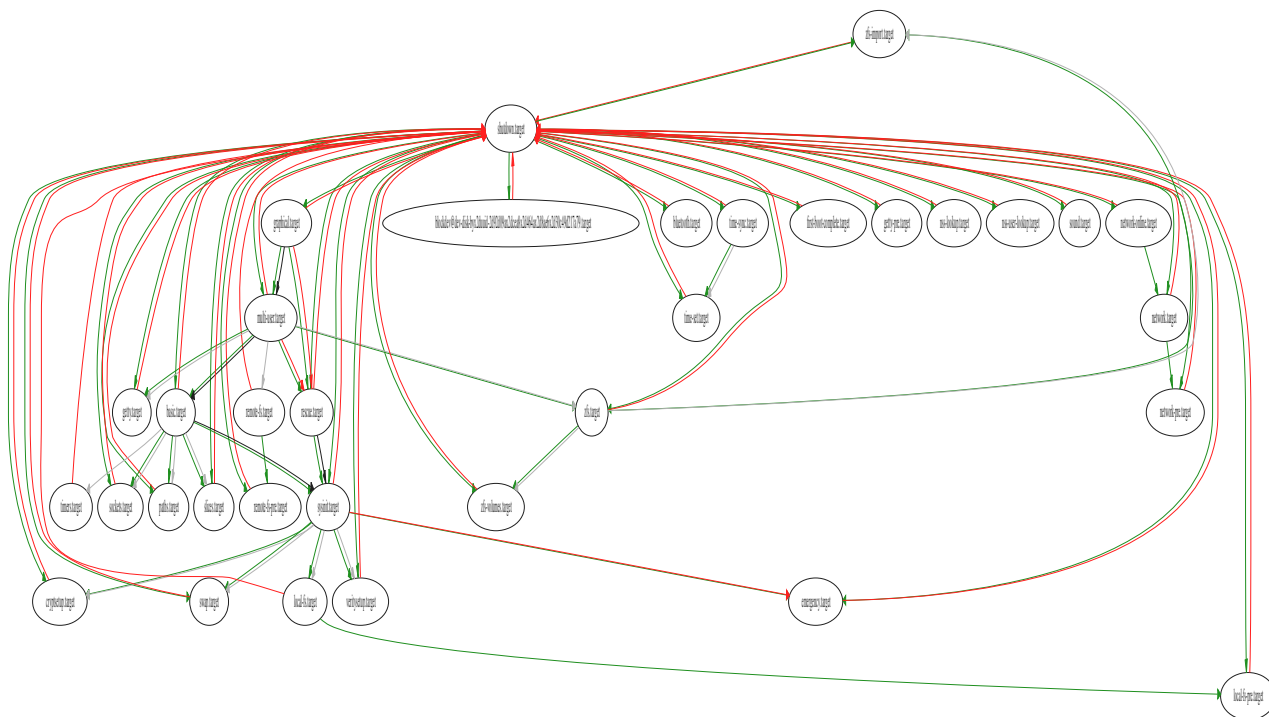 zfs-import.target
shutdown.target
graphical.target
bluetooth.target
time-sync.target
first-boot-complete.target
getty-pre.target
nss-lookup.target
nss-user-lookup.target
sound.target
network-online.target
multi-user.target
time-set.target
network.target
getty.target
basic.target
remote-fs.target
rescue.target
zfs.target
network-pre.target
timers.target
sockets.target
paths.target
slices.target
remote-fs-pre.target
sysinit.target
zfs-volumes.target
cryptsetup.target
swap.target
local-fs.target
veritysetup.target
emergency.target
local-fs-pre.target